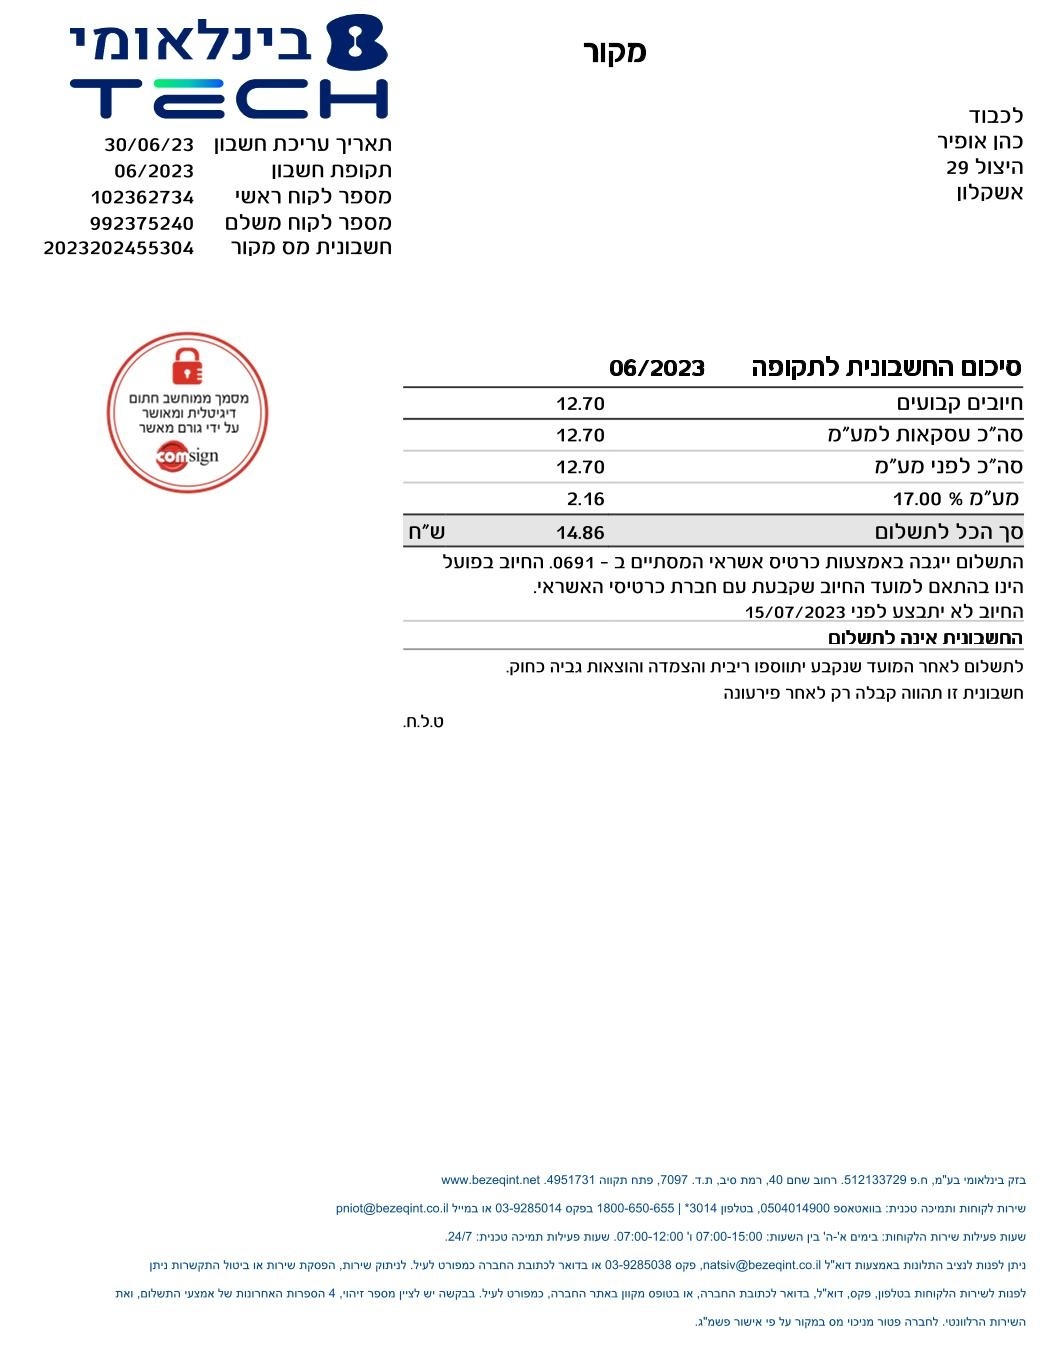 בינלאומי
TECH
מקור
לכבוד
כהן אופיר
היצול 29
אשקלון
תאריך עריכת חשבון 30/06/23
תקופת חשבון 06/2023
מספר לקוח ראשי 102362734
מספר לקוח משלם 992375240
חשבונית מס מקור 2023202455304
מסמך ממוחשב חתום
דיגיטלית ומאושר
על ידי גורם מאשר
comsign
סיכום החשבונית לתקופה 06/2023
חיובים קבועים 12.70
סה"כ עסקאות למע"מ 12.70
סה"כ לפני מע"מ 12.70
מע"מ % 17.00 2.16
סך הכל לתשלום 14.86 ש"ח
התשלום ייגבה באמצעות כרטיס אשראי המסתיים ב - 0691. החיוב בפועל
הינו בהתאם למועד החיוב שקבעת עם חברת כרטיסי האשראי.
החיוב לא יתבצע לפני 15/07/2023
החשבונית אינה לתשלום
לתשלום לאחר המועד שנקבע יתווספו ריבית והצמדה והוצאות גביה כחוק.
חשבונית זו תהווה קבלה רק לאחר פירעונה
ט.ל.ח.
בזק בינלאומי בע"מ, ח.פ 512133729. רחוב שחם 40, רמת סיב, ת.ד. 7097, פתח תקווה 4951731. www.bezeqint.net
שירות לקוחות ותמיכה טכנית: בוואטאספ 0504014900, בטלפון 3014* | 1800-650-655 בפקס 03-9285014 או במייל pniot@bezeqint.co.il
שעות פעילות שירות הלקוחות: בימים א'-ה' בין השעות: 07:00-15:00 ו' 07:00-12:00. שעות פעילות תמיכה טכנית: 24/7.
ניתן לפנות לנציב התלונות באמצעות דוא"ל natsiv@bezeqint.co.il, פקס 03-9285038 או בדואר לכתובת החברה כמפורט לעיל. לניתוק שירות, הפסקת שירות או ביטול התקשרות ניתן
לפנות לשירות הלקוחות בטלפון, פקס, דוא"ל, בדואר לכתובת החברה, או בטופס מקוון באתר החברה, כמפורט לעיל. בבקשה יש לציין מספר זיהוי, 4 הספרות האחרונות של אמצעי התשלום, ואת
השירות הרלוונטי. לחברה פטור מניכוי מס במקור על פי אישור פשמ"ג.